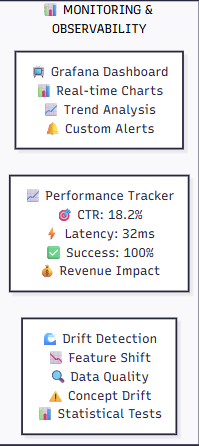 📊 MONITORING &
OBSERVABILITY
📺 Grafana Dashboard
📊 Real-time Charts
📈 Trend Analysis
🔔 Custom Alerts
📈 Performance Tracker
🎯 CTR: 18.2%
⚡ Latency: 32ms
✅ Success: 100%
💰 Revenue Impact
🌊 Drift Detection
📉 Feature Shift
🔍 Data Quality
⚠️ Concept Drift
📊 Statistical Tests